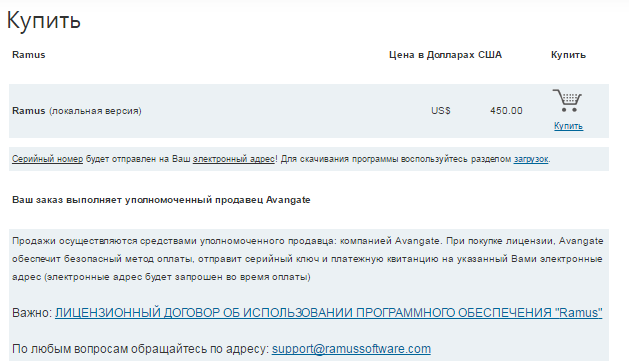 Купить
Ramus Цена в Долларах США Купить
Ramus (локальная версия) US$ 450.00
Купить
Серийный номер будет отправлен на Ваш электронный адрес! Для скачивания программы воспользуйтесь разделом загрузок.
Ваш заказ выполняет уполномоченный продавец Avangate
Продажи осуществляются средствами уполномоченного продавца: компанией Avangate. При покупке лицензии, Avangate
обеспечит безопасный метод оплаты, отправит серийный ключ и платежную квитанцию на указанный Вами электронные
адрес (электронные адрес будет запрошен во время оплаты)
Важно: ЛИЦЕНЗИОННЫЙ ДОГОВОР ОБ ИСПОЛЬЗОВАНИИ ПРОГРАММНОГО ОБЕСПЕЧЕНИЯ "Ramus"
По любым вопросам обращайтесь по адресу: support@ramussoftware.com